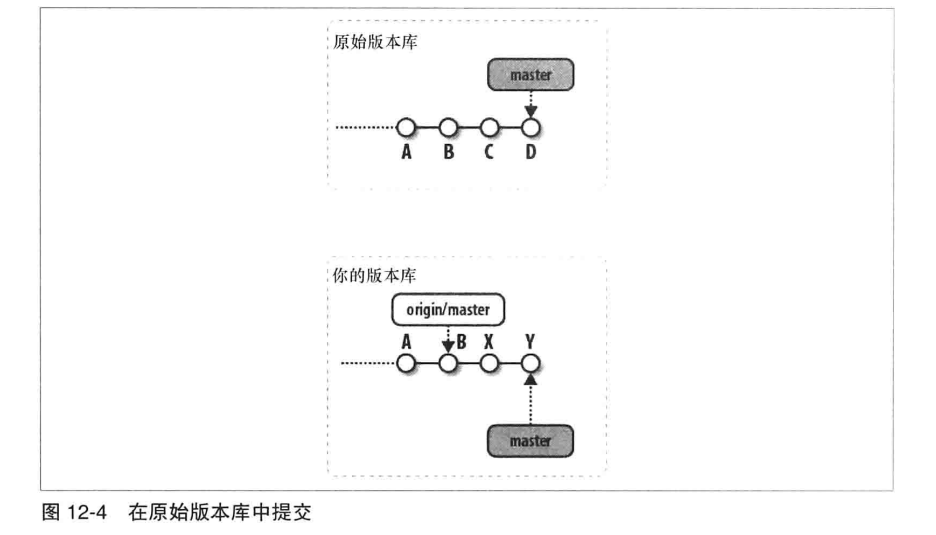 原始版本库
master
A B C D
你的版本库
origin/master
A B X Y
master
图 12-4 在原始版本库中提交